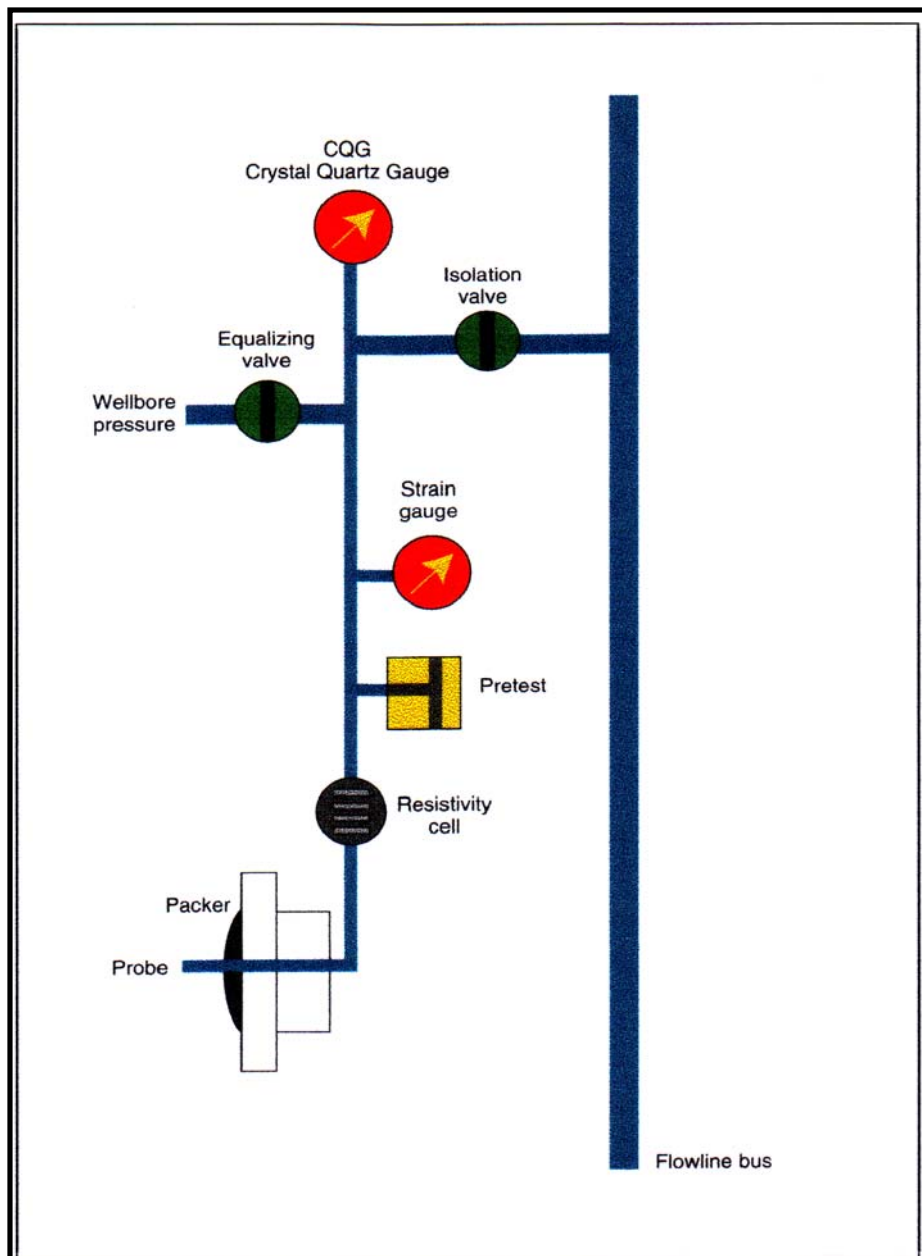 CQG
Crystal Quartz Gauge
Isolation
valve
Equalizing
valve
Wellbore
pressure
Strain
gauge
Pretest
Resistivity
cell
Packer
Probe
Flowline bus